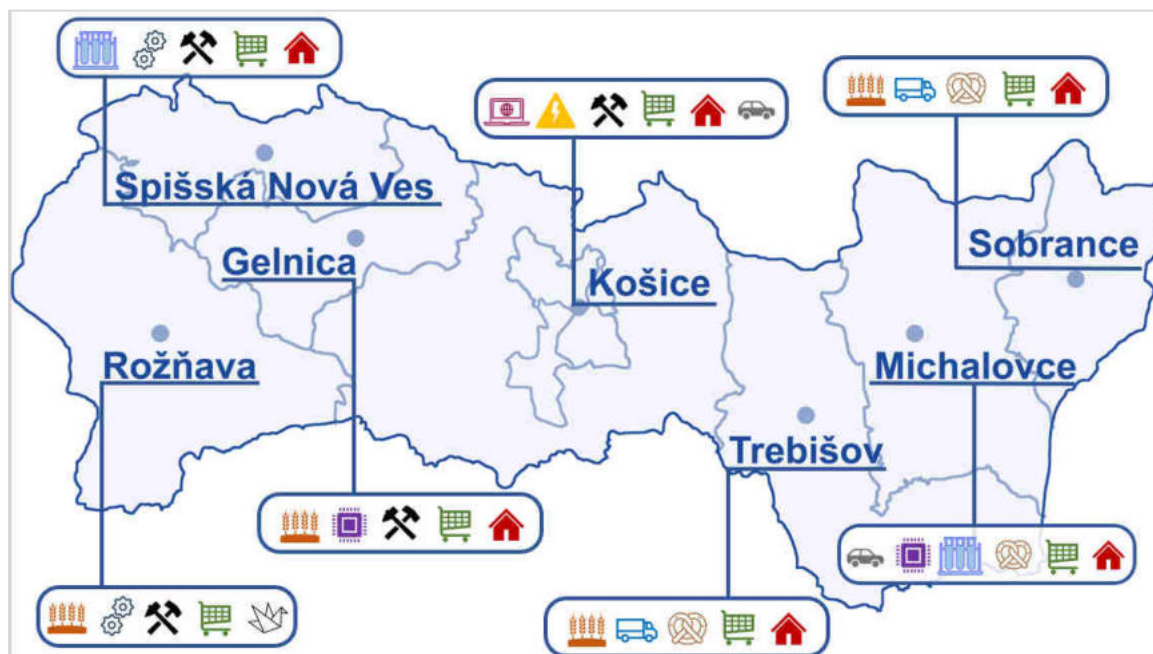 Spišská Nová Ves
Gelnica
Košice
Sobrance
Rožňava
Michalovce
Trebišov